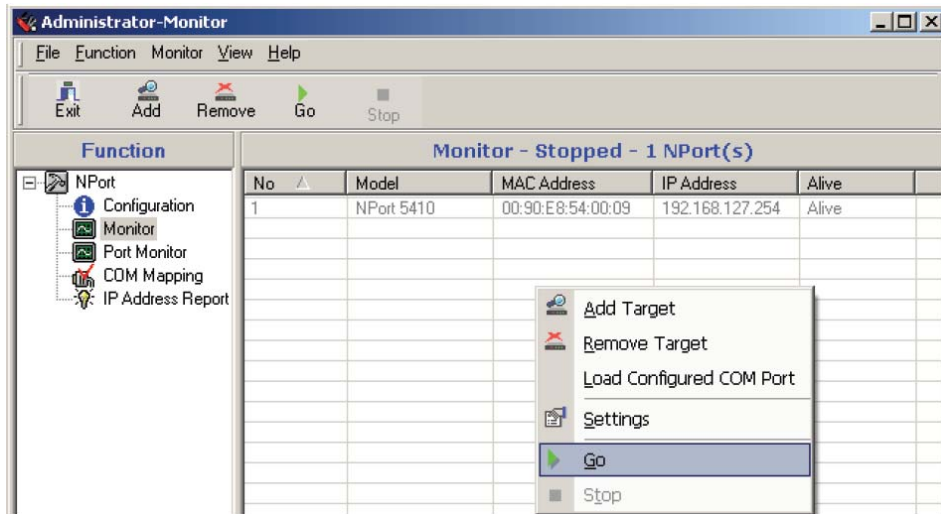 Administrator-Monitor
File Function Monitor View Help
Exit Add Remove Go Stop
Function
NPort
Configuration
Monitor
Port Monitor
COM Mapping
IP Address Report
Monitor - Stopped - 1 NPort(s)
No Model MAC Address IP Address Alive
1 NPort 5410 00:90:E8:54:00:09 192.168.127.254 Alive
Add Target
Remove Target
Load Configured COM Port
Settings
Go
Stop